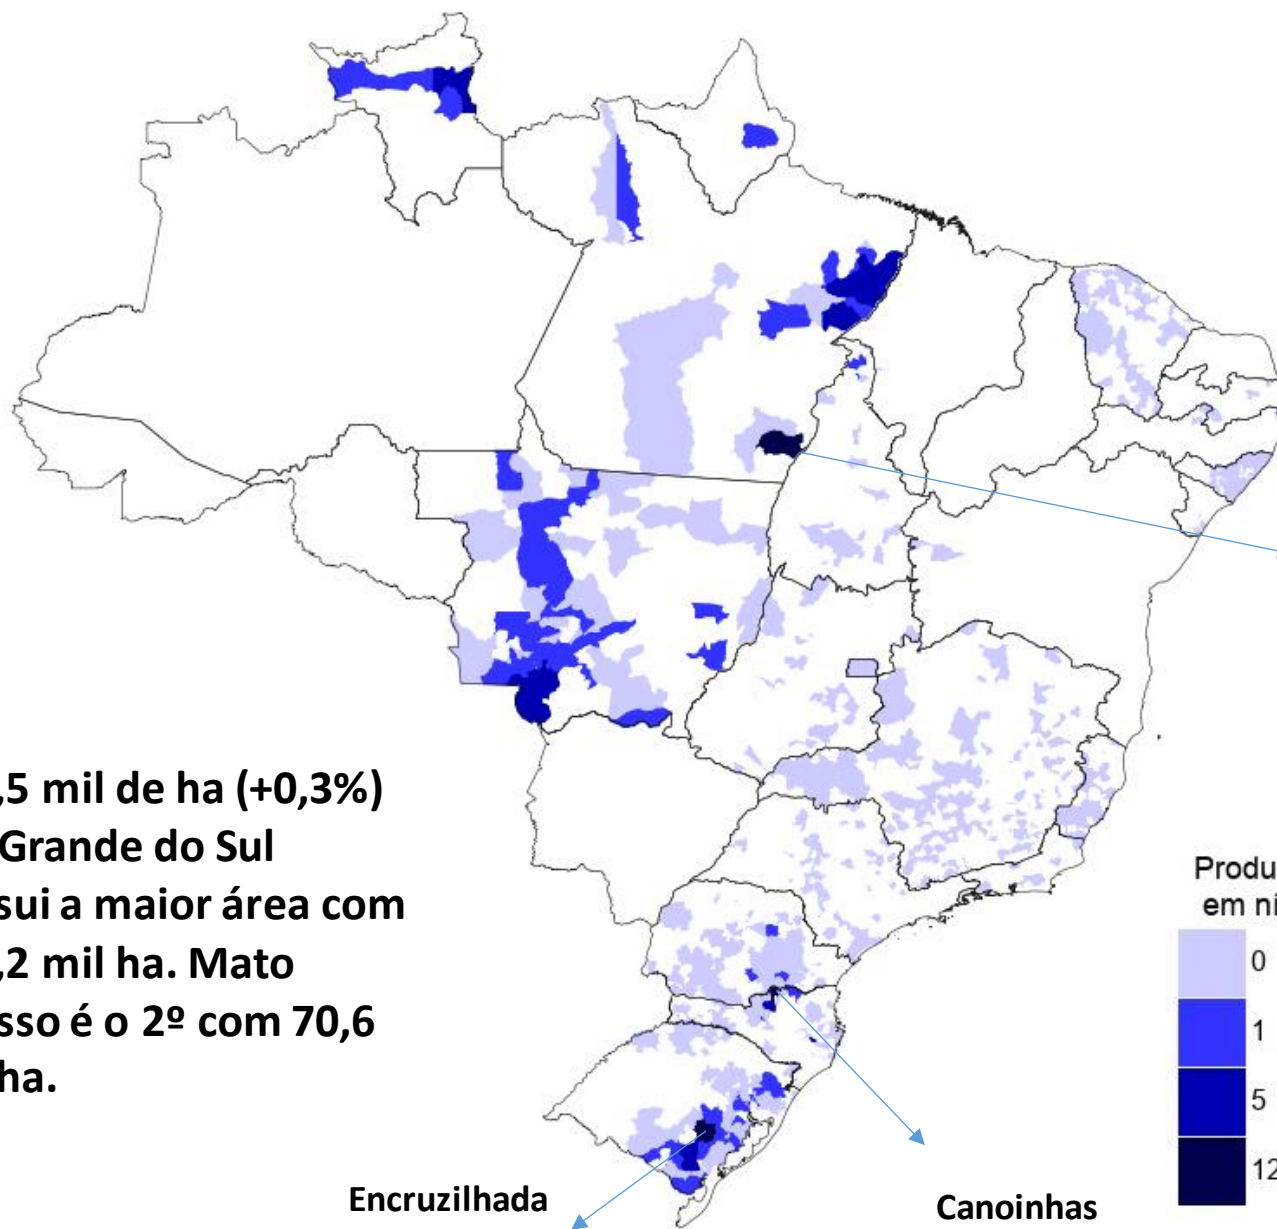 ,5 mil de ha (+0,3%)
Grande do Sul
sui a maior área com
,2 mil ha. Mato
sso é o 2º com 70,6
ha.
Produ
em ní
0
1
5
12
Encruzilhada
Canoinhas